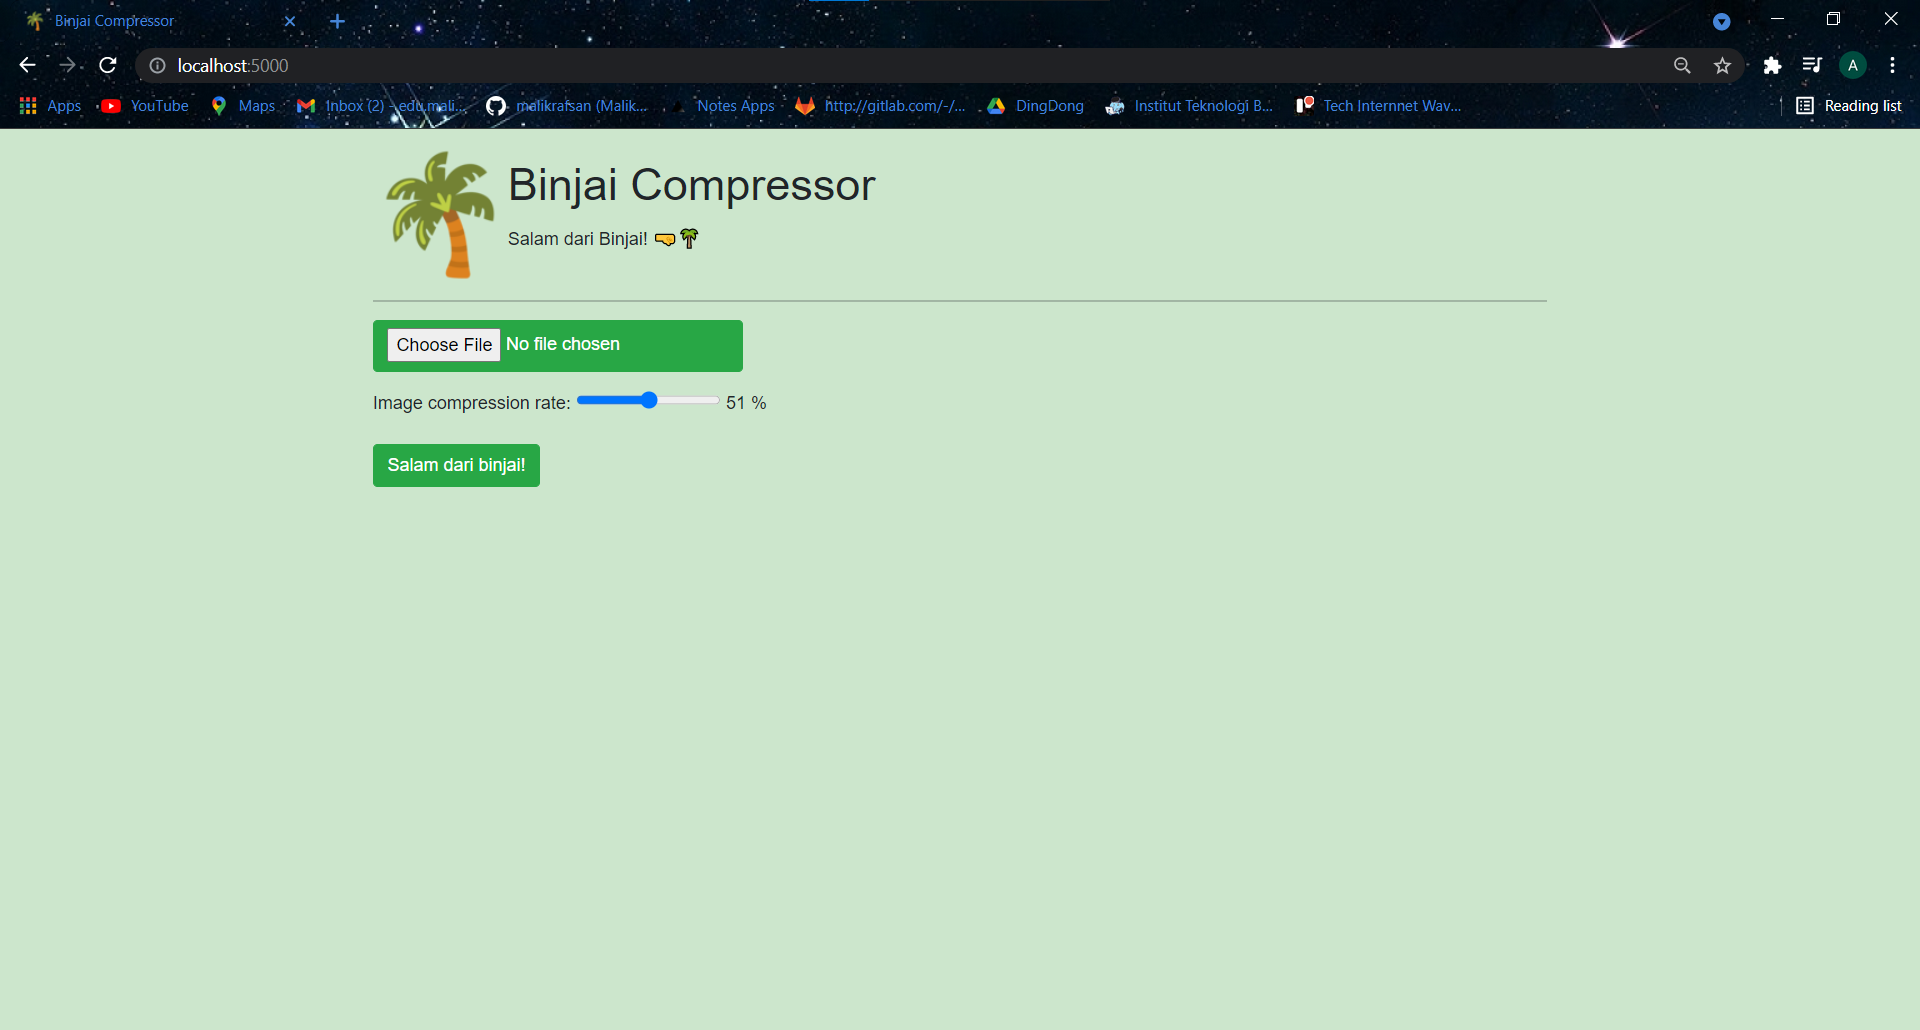 Binjai Compressor
localhost:5000
A
Apps YouTube Maps Inbox (2) - edu.mali... malikrafsan (Malik... Notes Apps http://gitlab.com/-/... DingDong Institut Teknologi B... Tech Internnet Wav... Reading list
Binjai Compressor
Salam dari Binjai! 🤜🌴
Choose File No file chosen
Image compression rate: 51 %
Salam dari binjai!